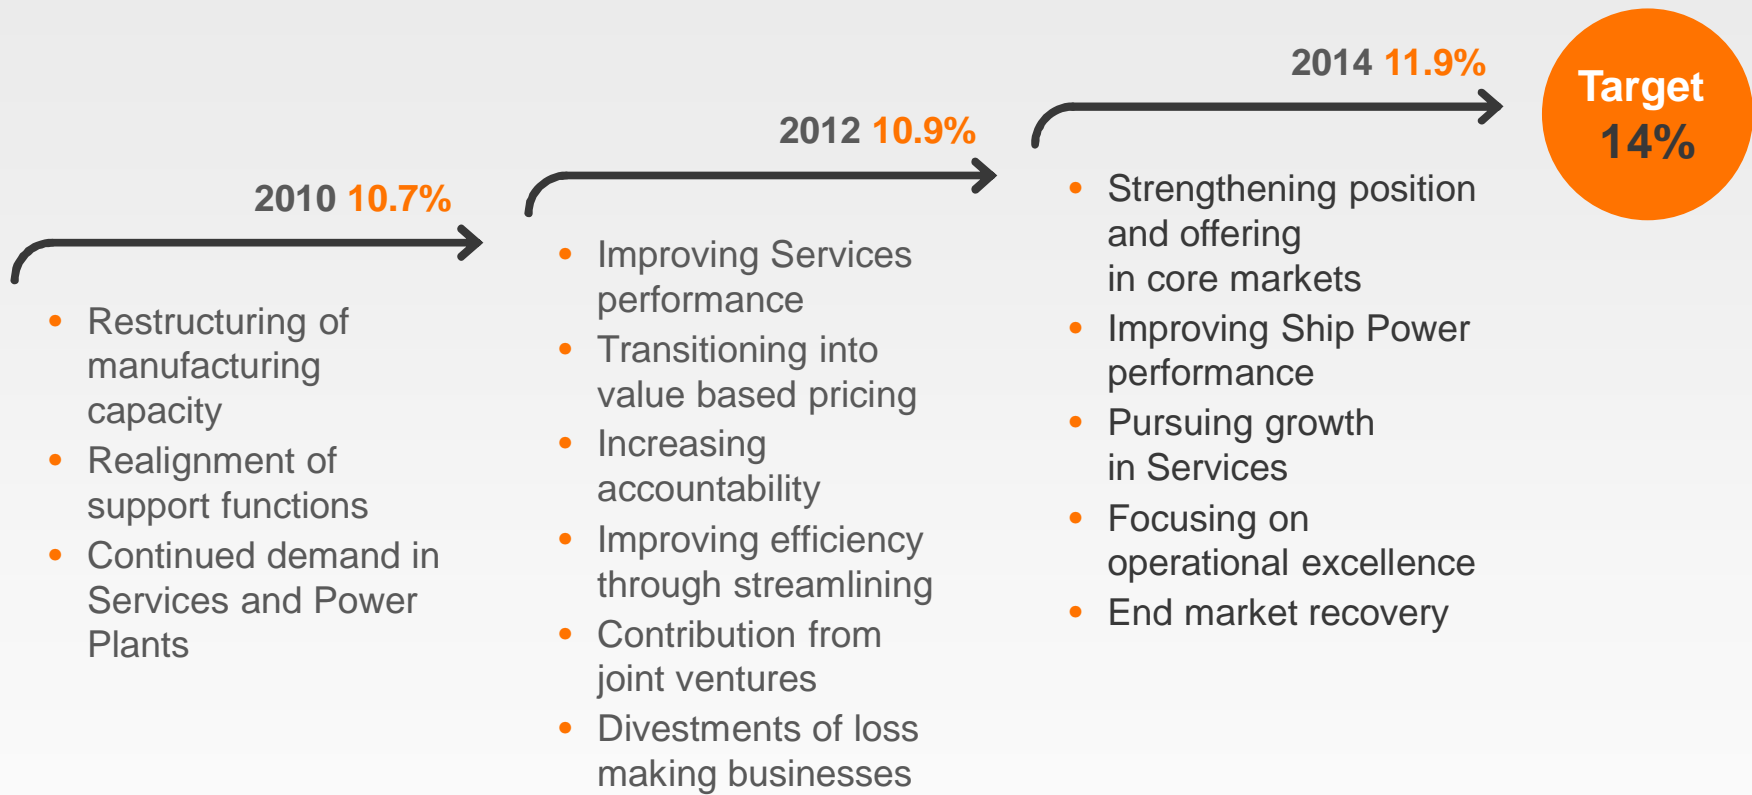 2010 10.7%
• Restructuring of
manufacturing
capacity
• Realignment of
support functions
• Continued demand in
Services and Power
Plants
2012 10.9%
• Improving Services
performance
• Transitioning into
value based pricing
• Increasing
accountability
• Improving efficiency
through streamlining
• Contribution from
joint ventures
• Divestments of loss
making businesses
2014 11.9%
• Strengthening position
and offering
in core markets
• Improving Ship Power
performance
• Pursuing growth
in Services
• Focusing on
operational excellence
• End market recovery
Target
14%